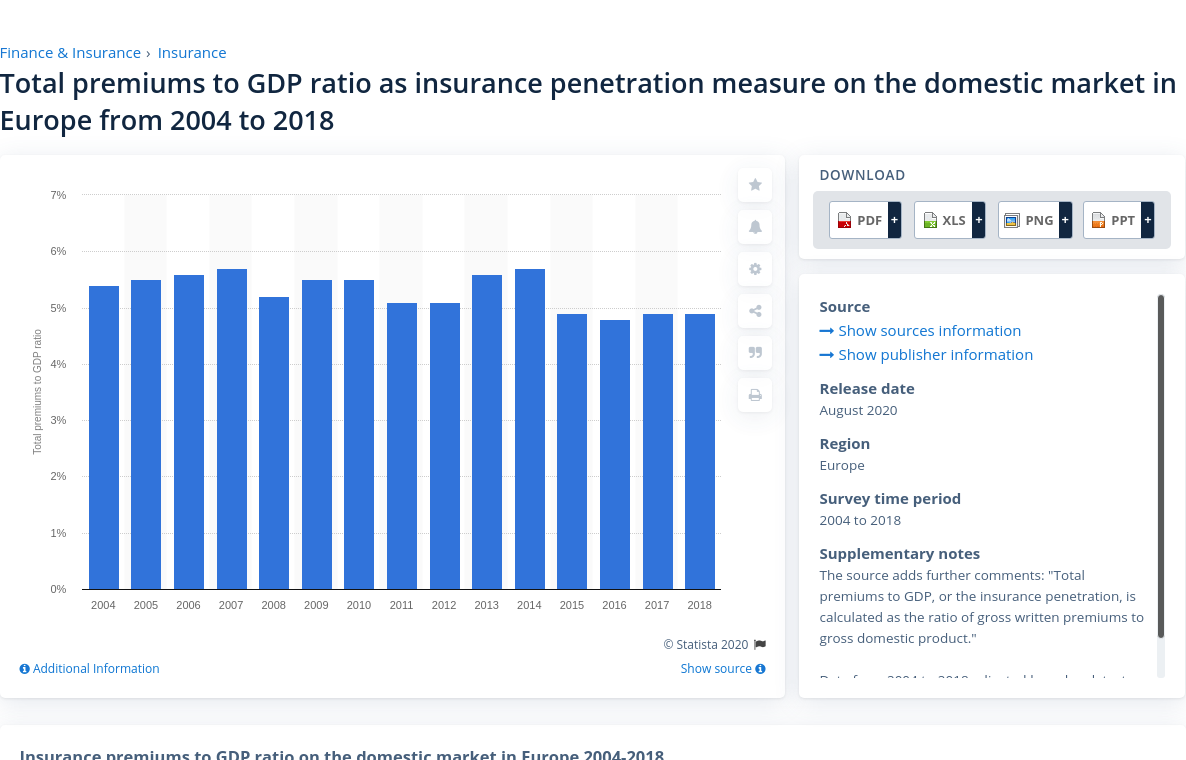 Finance & Insurance › Insurance
Total premiums to GDP ratio as insurance penetration measure on the domestic market in
Europe from 2004 to 2018
Total premiums to GDP ratio
7%
6%
5%
4%
3%
2%
1%
0%
2004 2005 2006 2007 2008 2009 2010 2011 2012 2013 2014 2015 2016 2017 2018
© Statista 2020
Additional Information
Show source
DOWNLOAD
PDF + XLS + PNG + PPT +
Source
Show sources information
Show publisher information
Release date
August 2020
Region
Europe
Survey time period
2004 to 2018
Supplementary notes
The source adds further comments: "Total
premiums to GDP, or the insurance penetration, is
calculated as the ratio of gross written premiums to
gross domestic product."
Insurance premiums to GDP ratio on the domestic market in Europe 2004-2018